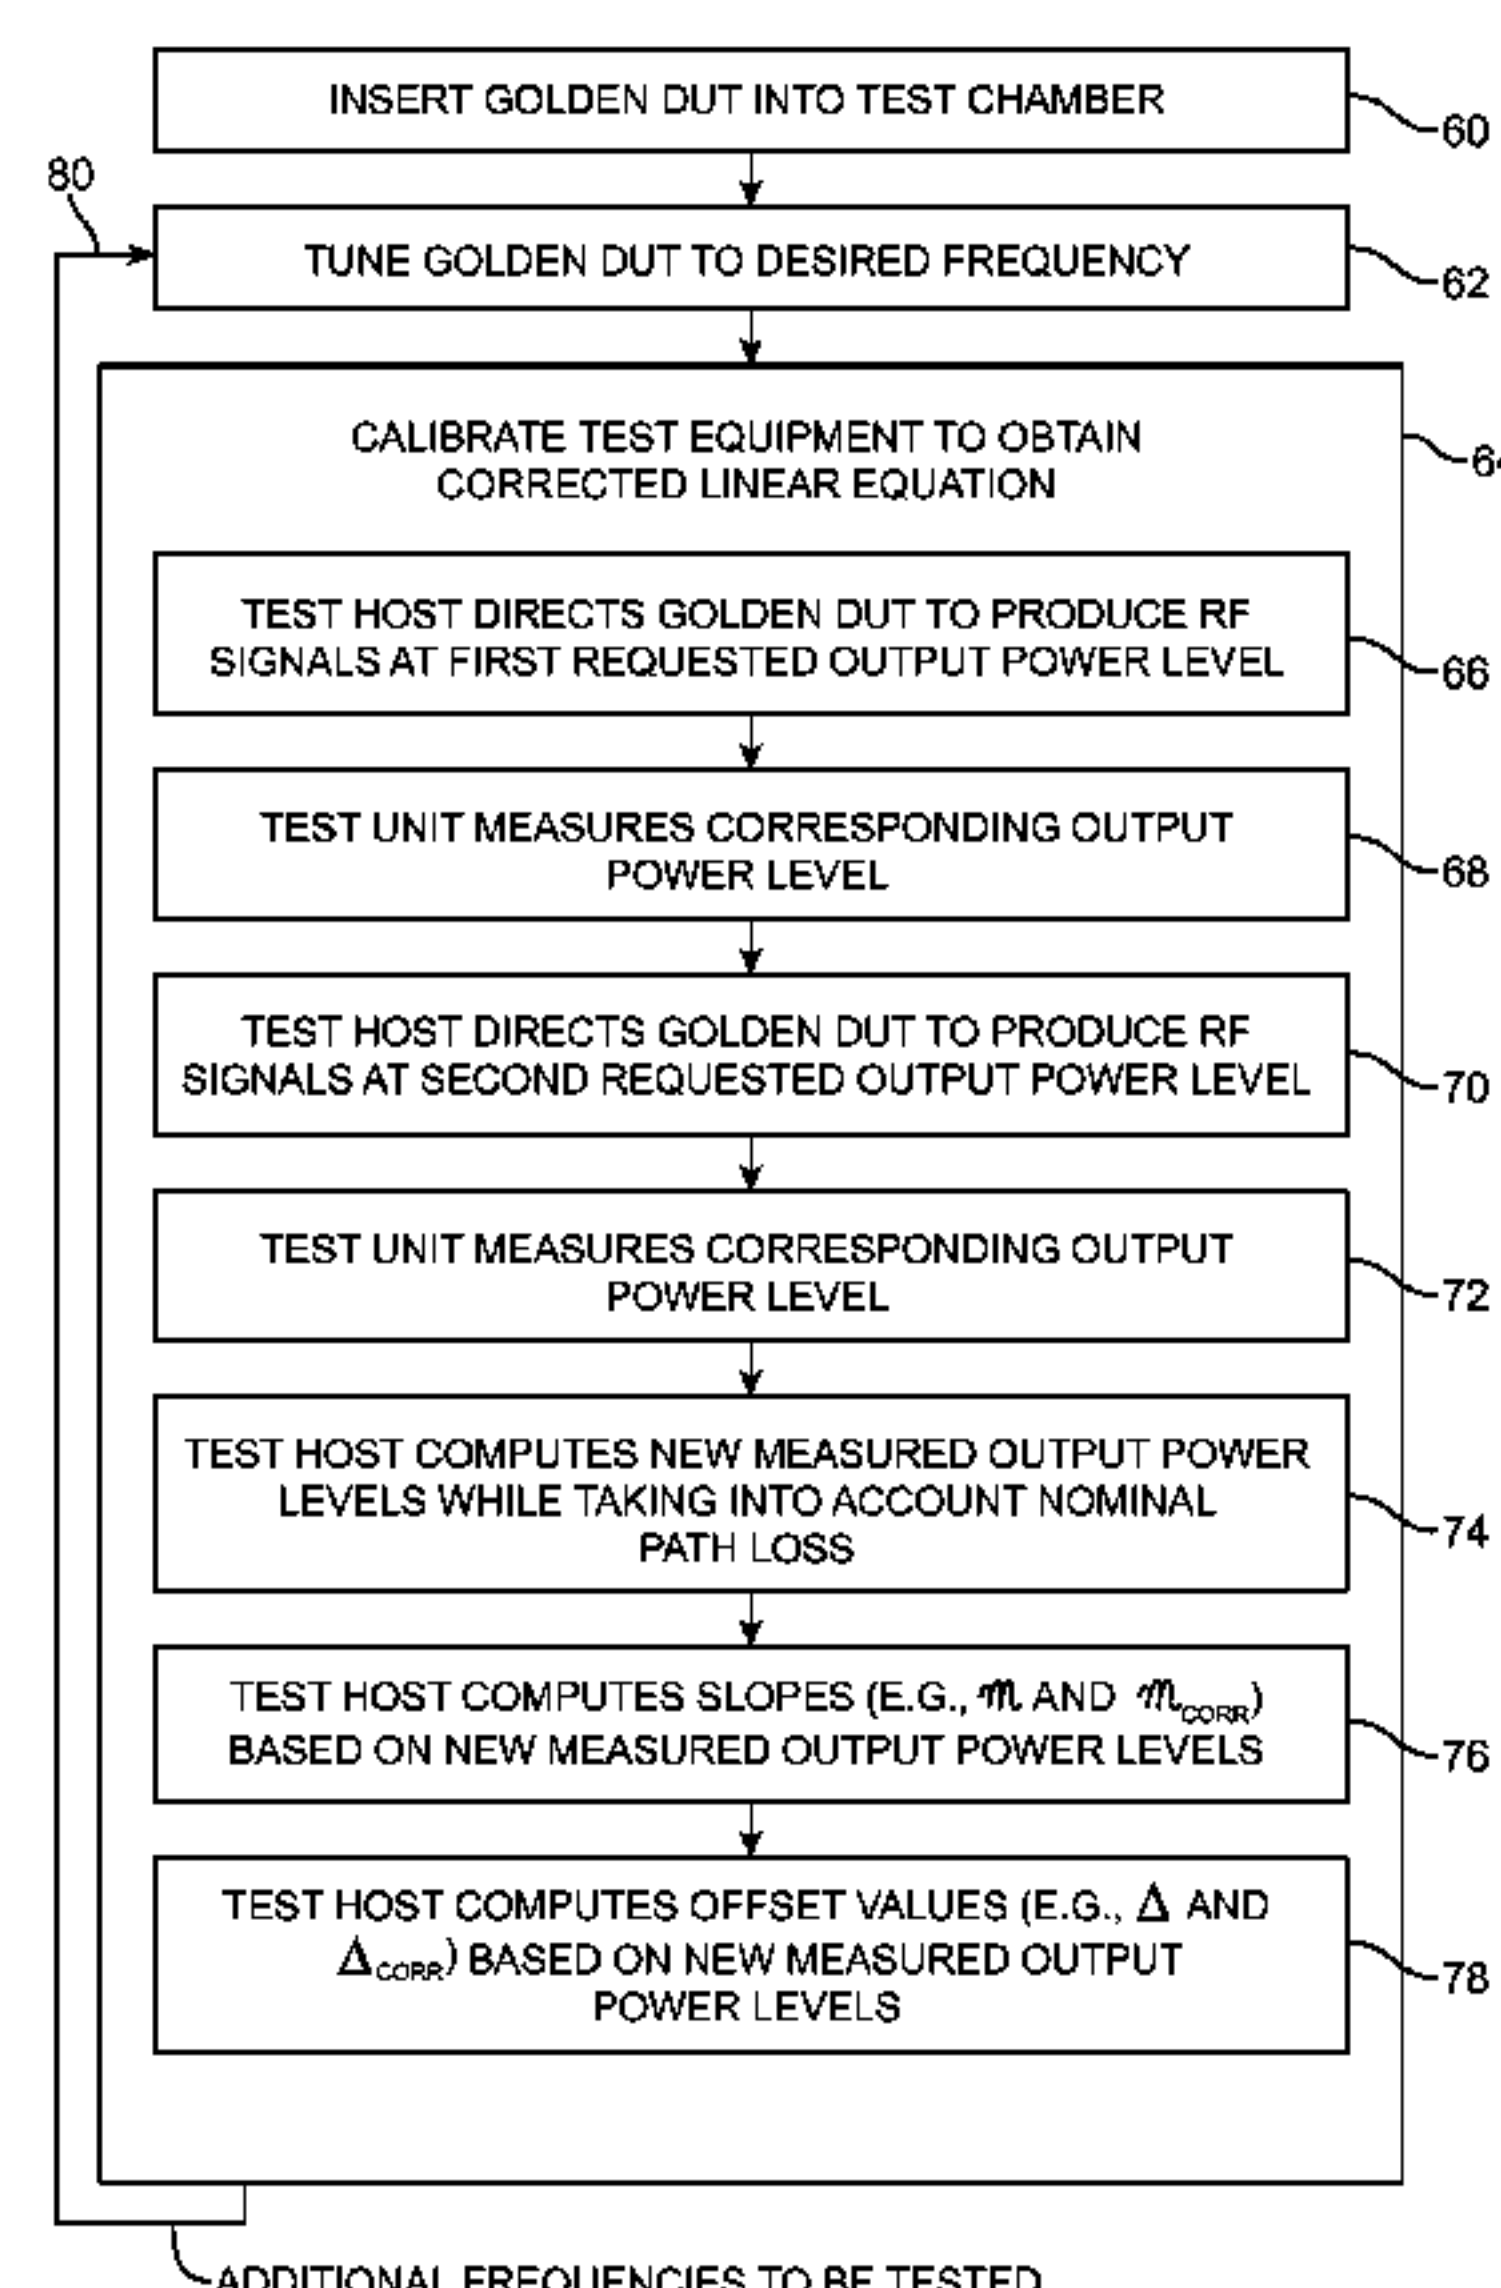 INSERT GOLDEN DUT INTO TEST CHAMBER
60
80
TUNE GOLDEN DUT TO DESIRED FREQUENCY
62
CALIBRATE TEST EQUIPMENT TO OBTAIN
CORRECTED LINEAR EQUATION
64
TEST HOST DIRECTS GOLDEN DUT TO PRODUCE RF
SIGNALS AT FIRST REQUESTED OUTPUT POWER LEVEL
66
TEST UNIT MEASURES CORRESPONDING OUTPUT
POWER LEVEL
68
TEST HOST DIRECTS GOLDEN DUT TO PRODUCE RF
SIGNALS AT SECOND REQUESTED OUTPUT POWER LEVEL
70
TEST UNIT MEASURES CORRESPONDING OUTPUT
POWER LEVEL
72
TEST HOST COMPUTES NEW MEASURED OUTPUT POWER
LEVELS WHILE TAKING INTO ACCOUNT NOMINAL
PATH LOSS
74
TEST HOST COMPUTES SLOPES (E.G., m AND mCORR)
BASED ON NEW MEASURED OUTPUT POWER LEVELS
76
TEST HOST COMPUTES OFFSET VALUES (E.G., Δ AND
ΔCORR) BASED ON NEW MEASURED OUTPUT
POWER LEVELS
78
ADDITIONAL FREQUENCIES TO BE TESTED